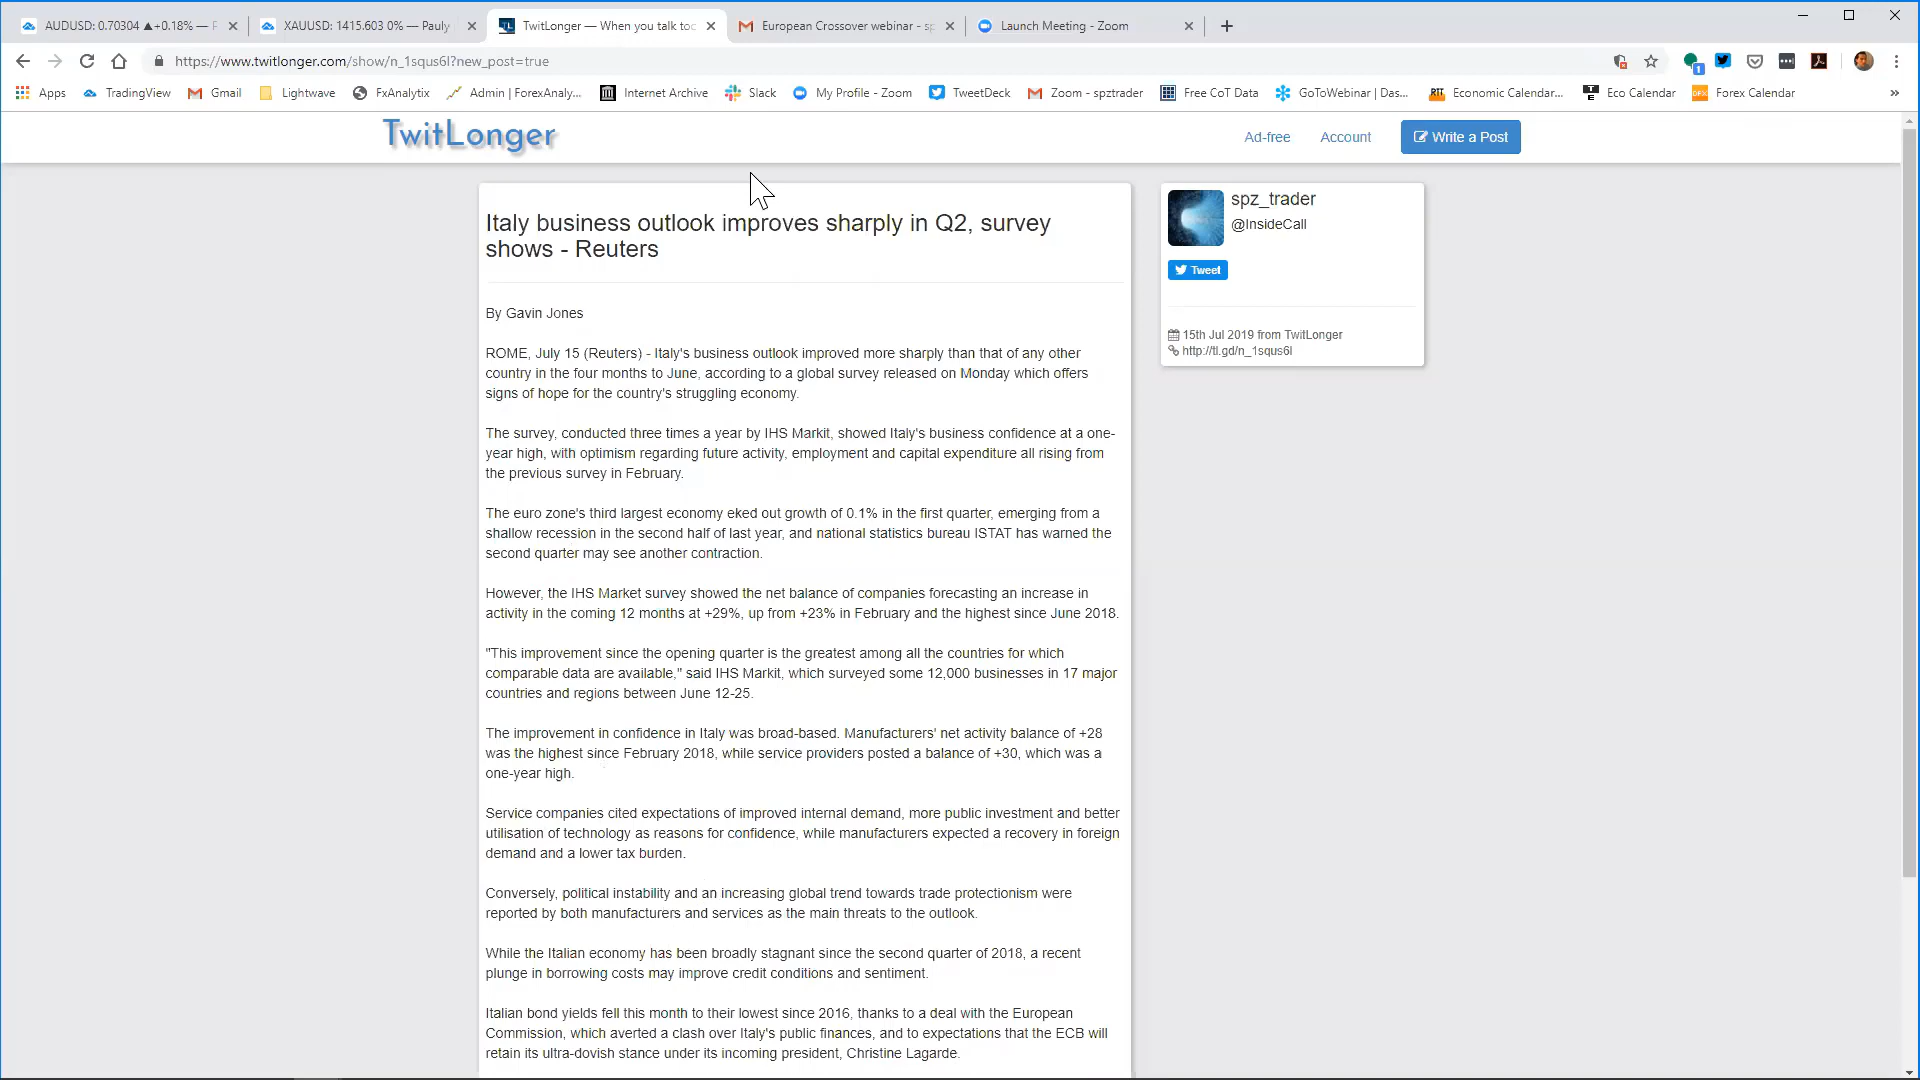 AUDUSD: 0.70304 ▲+0.18% —
XAUUSD: 1415.603 0% — Pauly
TwitLonger — When you talk too
European Crossover webinar - sp
Launch Meeting - Zoom
https://www.twitlonger.com/show/n_1squs6l?new_post=true
1
Apps
TradingView
Gmail
Lightwave
FxAnalytix
Admin | ForexAnaly...
Internet Archive
Slack
My Profile - Zoom
TweetDeck
Zoom - spztrader
Free CoT Data
GoToWebinar | Das...
Economic Calendar...
Eco Calendar
Forex Calendar
»
TwitLonger
Ad-free
Account
Write a Post
Italy business outlook improves sharply in Q2, survey
shows - Reuters
By Gavin Jones
ROME, July 15 (Reuters) - Italy's business outlook improved more sharply than that of any other
country in the four months to June, according to a global survey released on Monday which offers
signs of hope for the country's struggling economy.
The survey, conducted three times a year by IHS Markit, showed Italy's business confidence at a one-
year high, with optimism regarding future activity, employment and capital expenditure all rising from
the previous survey in February.
The euro zone's third largest economy eked out growth of 0.1% in the first quarter, emerging from a
shallow recession in the second half of last year, and national statistics bureau ISTAT has warned the
second quarter may see another contraction.
However, the IHS Market survey showed the net balance of companies forecasting an increase in
activity in the coming 12 months at +29%, up from +23% in February and the highest since June 2018.
"This improvement since the opening quarter is the greatest among all the countries for which
comparable data are available," said IHS Markit, which surveyed some 12,000 businesses in 17 major
countries and regions between June 12-25.
The improvement in confidence in Italy was broad-based. Manufacturers' net activity balance of +28
was the highest since February 2018, while service providers posted a balance of +30, which was a
one-year high.
Service companies cited expectations of improved internal demand, more public investment and better
utilisation of technology as reasons for confidence, while manufacturers expected a recovery in foreign
demand and a lower tax burden.
Conversely, political instability and an increasing global trend towards trade protectionism were
reported by both manufacturers and services as the main threats to the outlook.
While the Italian economy has been broadly stagnant since the second quarter of 2018, a recent
plunge in borrowing costs may improve credit conditions and sentiment.
Italian bond yields fell this month to their lowest since 2016, thanks to a deal with the European
Commission, which averted a clash over Italy's public finances, and to expectations that the ECB will
retain its ultra-dovish stance under its incoming president, Christine Lagarde.
spz_trader
@InsideCall
Tweet
15th Jul 2019 from TwitLonger
http://tl.gd/n_1squs6l